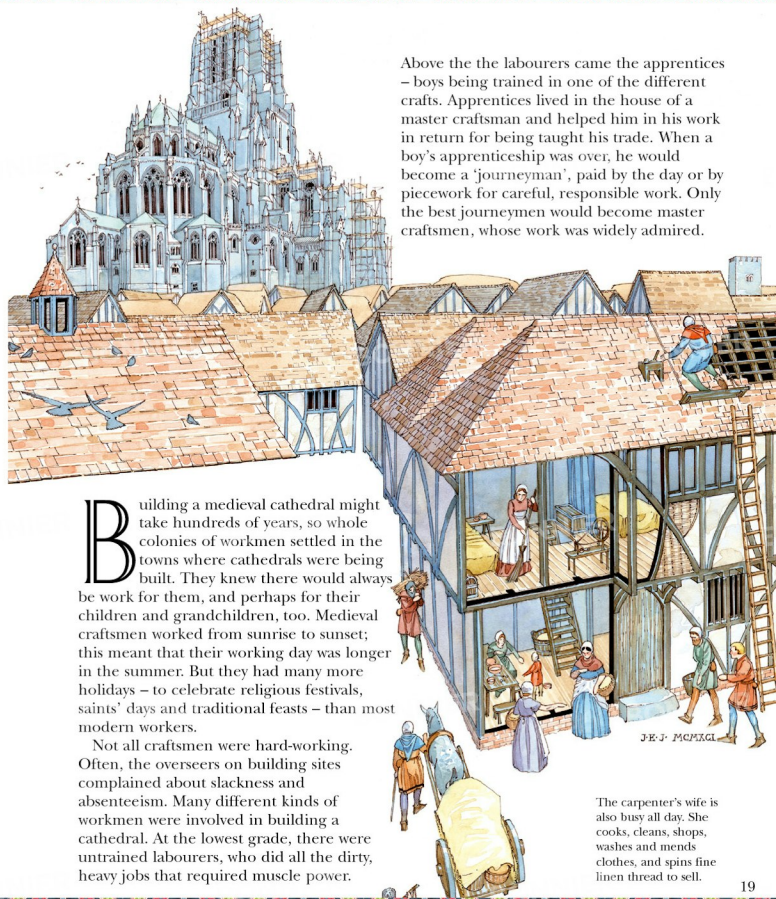 Above the the labourers came the apprentices
– boys being trained in one of the different
crafts. Apprentices lived in the house of a
master craftsman and helped him in his work
in return for being taught his trade. When a
boy's apprenticeship was over, he would
become a 'journeyman', paid by the day or by
piecework for careful, responsible work. Only
the best journeymen would become master
craftsmen, whose work was widely admired.
Building a medieval cathedral might
take hundreds of years, so whole
colonies of workmen settled in the
towns where cathedrals were being
built. They knew there would always
be work for them, and perhaps for their
children and grandchildren, too. Medieval
craftsmen worked from sunrise to sunset;
this meant that their working day was longer
in the summer. But they had many more
holidays – to celebrate religious festivals,
saints' days and traditional feasts – than most
modern workers.
Not all craftsmen were hard-working.
Often, the overseers on building sites
complained about slackness and
absenteeism. Many different kinds of
workmen were involved in building a
cathedral. At the lowest grade, there were
untrained labourers, who did all the dirty,
heavy jobs that required muscle power.
J·E·J· MCMXCI
The carpenter's wife is
also busy all day. She
cooks, cleans, shops,
washes and mends
clothes, and spins fine
linen thread to sell.
19